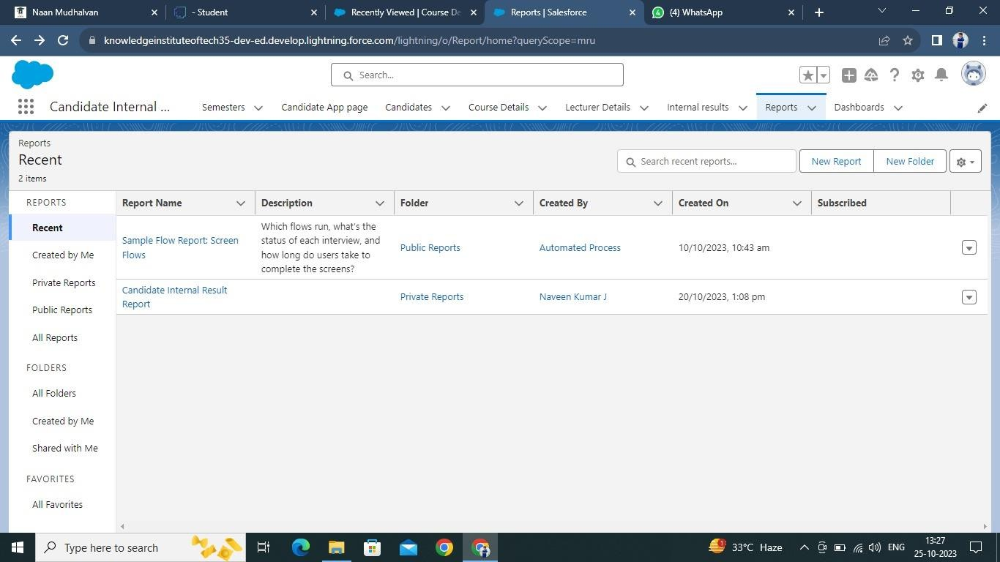 Naan Mudhalvan
- Student
Recently Viewed | Course De
Reports | Salesforce
(4) WhatsApp
knowledgeinstituteoftech35-dev-ed.develop.lightning.force.com/lightning/o/Report/home?queryScope=mru
Search...
Candidate Internal ...
Semesters
Candidate App page
Candidates
Course Details
Lecturer Details
Internal results
Reports
Dashboards
Reports
Recent
2 items
Search recent reports...
New Report
New Folder
REPORTS
Recent
Created by Me
Private Reports
Public Reports
All Reports
FOLDERS
All Folders
Created by Me
Shared with Me
FAVORITES
All Favorites
Report Name Description Folder Created By Created On Subscribed
Sample Flow Report: Screen
Flows
Which flows run, what's the
status of each interview, and
how long do users take to
complete the screens?
Public Reports
Automated Process
10/10/2023, 10:43 am
Candidate Internal Result
Report
Private Reports
Naveen Kumar J
20/10/2023, 1:08 pm
Type here to search
1
33°C Haze
ENG
13:27
25-10-2023